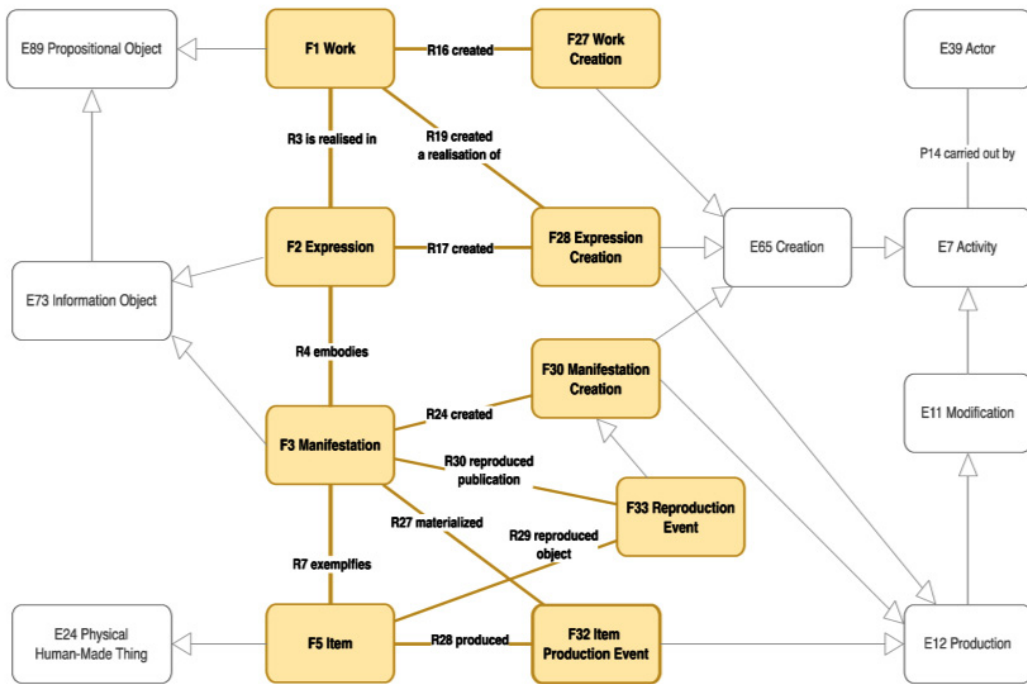 E89 Propositional Object
F1 Work
R16 created
F27 Work
Creation
E39 Actor
R3 is realised in
R19 created
a realisation of
P14 carried out by
F2 Expression
R17 created
F28 Expression
Creation
E65 Creation
E7 Activity
E73 Information Object
R4 embodies
F30 Manifestation
Creation
R24 created
E11 Modification
F3 Manifestation
R30 reproduced
publication
F33 Reproduction
Event
R27 materialized
R29 reproduced
object
R7 exemplfies
E24 Physical
Human-Made Thing
F5 Item
R28 produced
F32 Item
Production Event
E12 Production